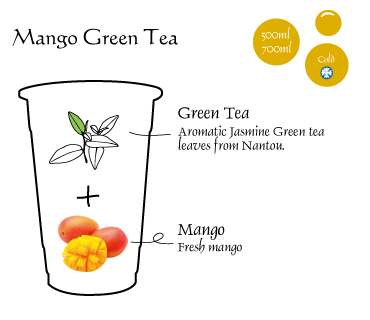 Mango Green Tea
500ml
700ml
Cold
Green Tea
Aromatic Jasmine Green tea
leaves from Nantou.
+
Mango
Fresh mango